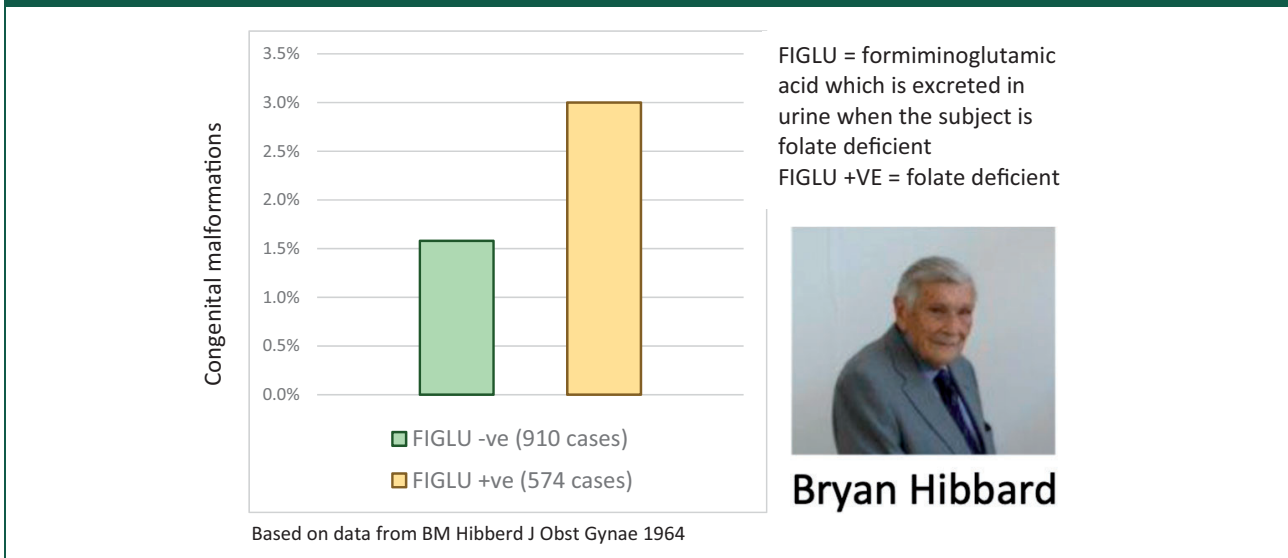 Congenital malformations
3.5%
3.0%
2.5%
2.0%
1.5%
1.0%
0.5%
0.0%
FIGLU -ve (910 cases)
FIGLU +ve (574 cases)
Based on data from BM Hibberd J Obst Gynae 1964
FIGLU = formiminoglutamic
acid which is excreted in
urine when the subject is
folate deficient
FIGLU +VE = folate deficient
Bryan Hibbard